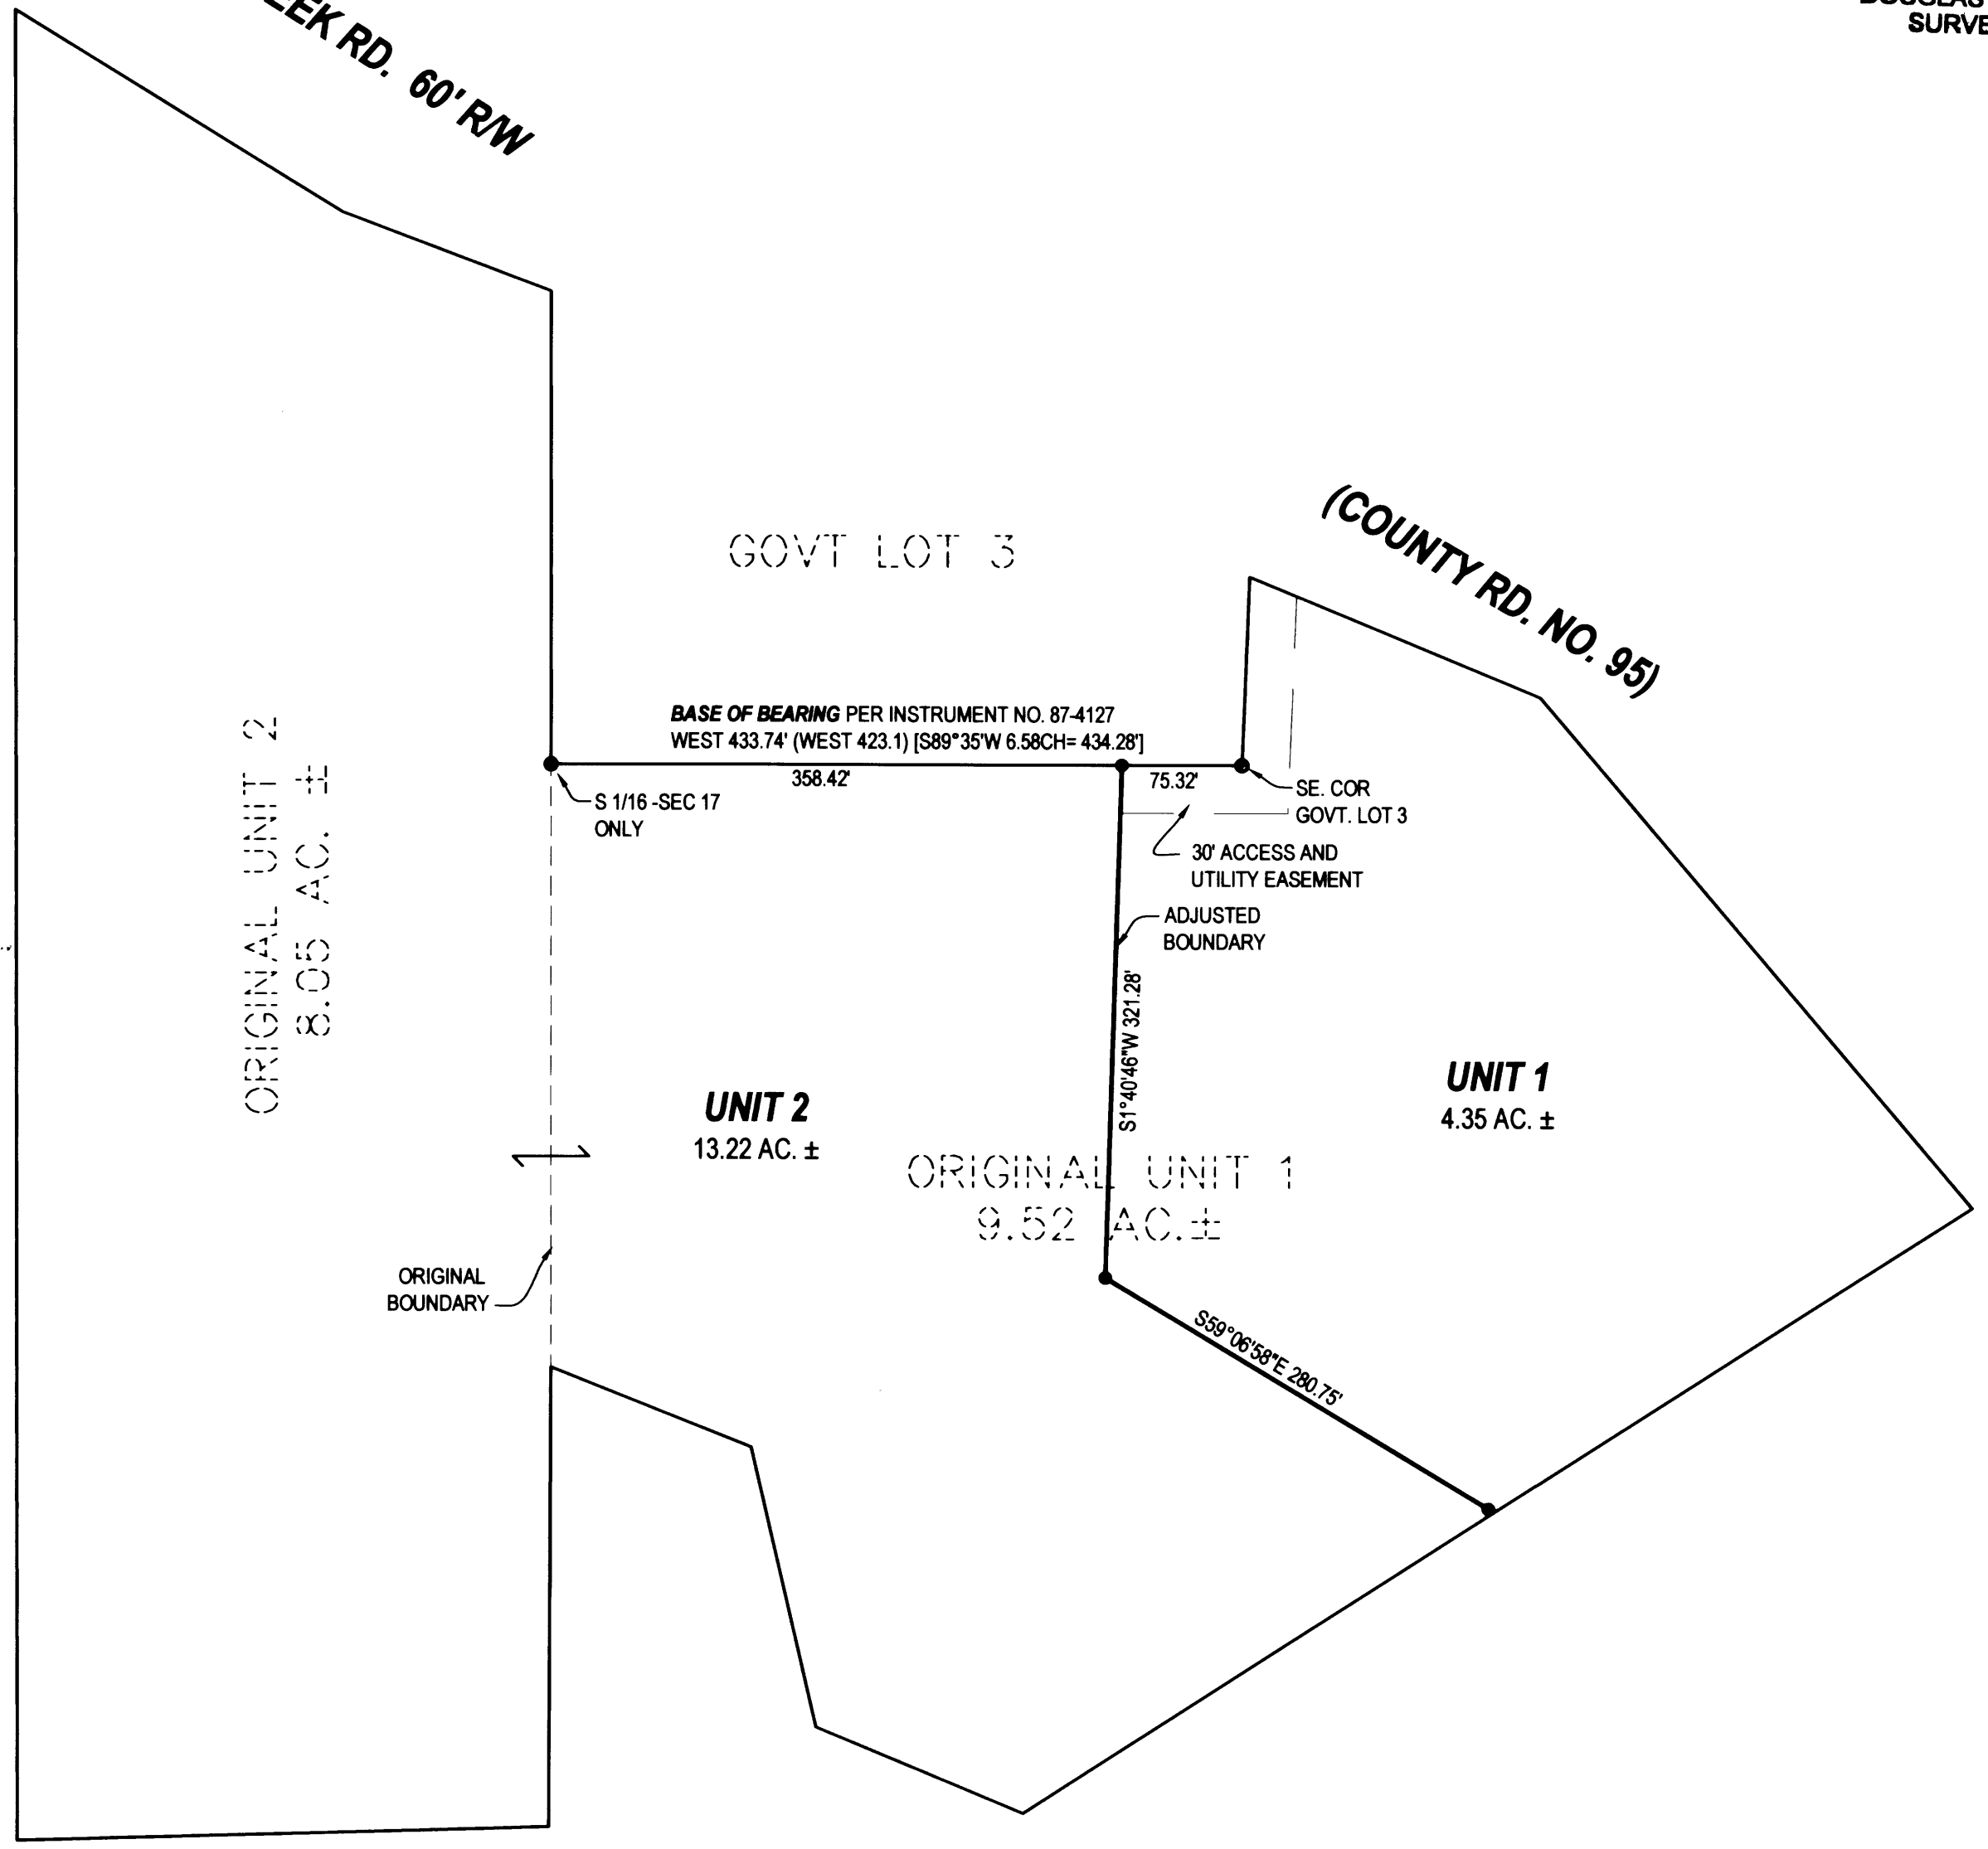 RD. 60' R/W
GOVT LOT 3
(COUNTY RD. NO. 95)
BASE OF BEARING PER INSTRUMENT NO. 87-4127
WEST 433.74' (WEST 423.1) [S89°35'W 6.58CH= 434.28']
358.42'
75.32'
S 1/16 -SEC 17
ONLY
SE. COR
GOVT. LOT 3
30' ACCESS AND
UTILITY EASEMENT
ADJUSTED
BOUNDARY
S1°40'46"W 321.28'
ORIGINAL UNIT 2
8.05 AC. ±
UNIT 2
13.22 AC. ±
UNIT 1
4.35 AC. ±
ORIGINAL UNIT 1
9.52 AC.±
ORIGINAL
BOUNDARY
S59°06'58"E 280.75'